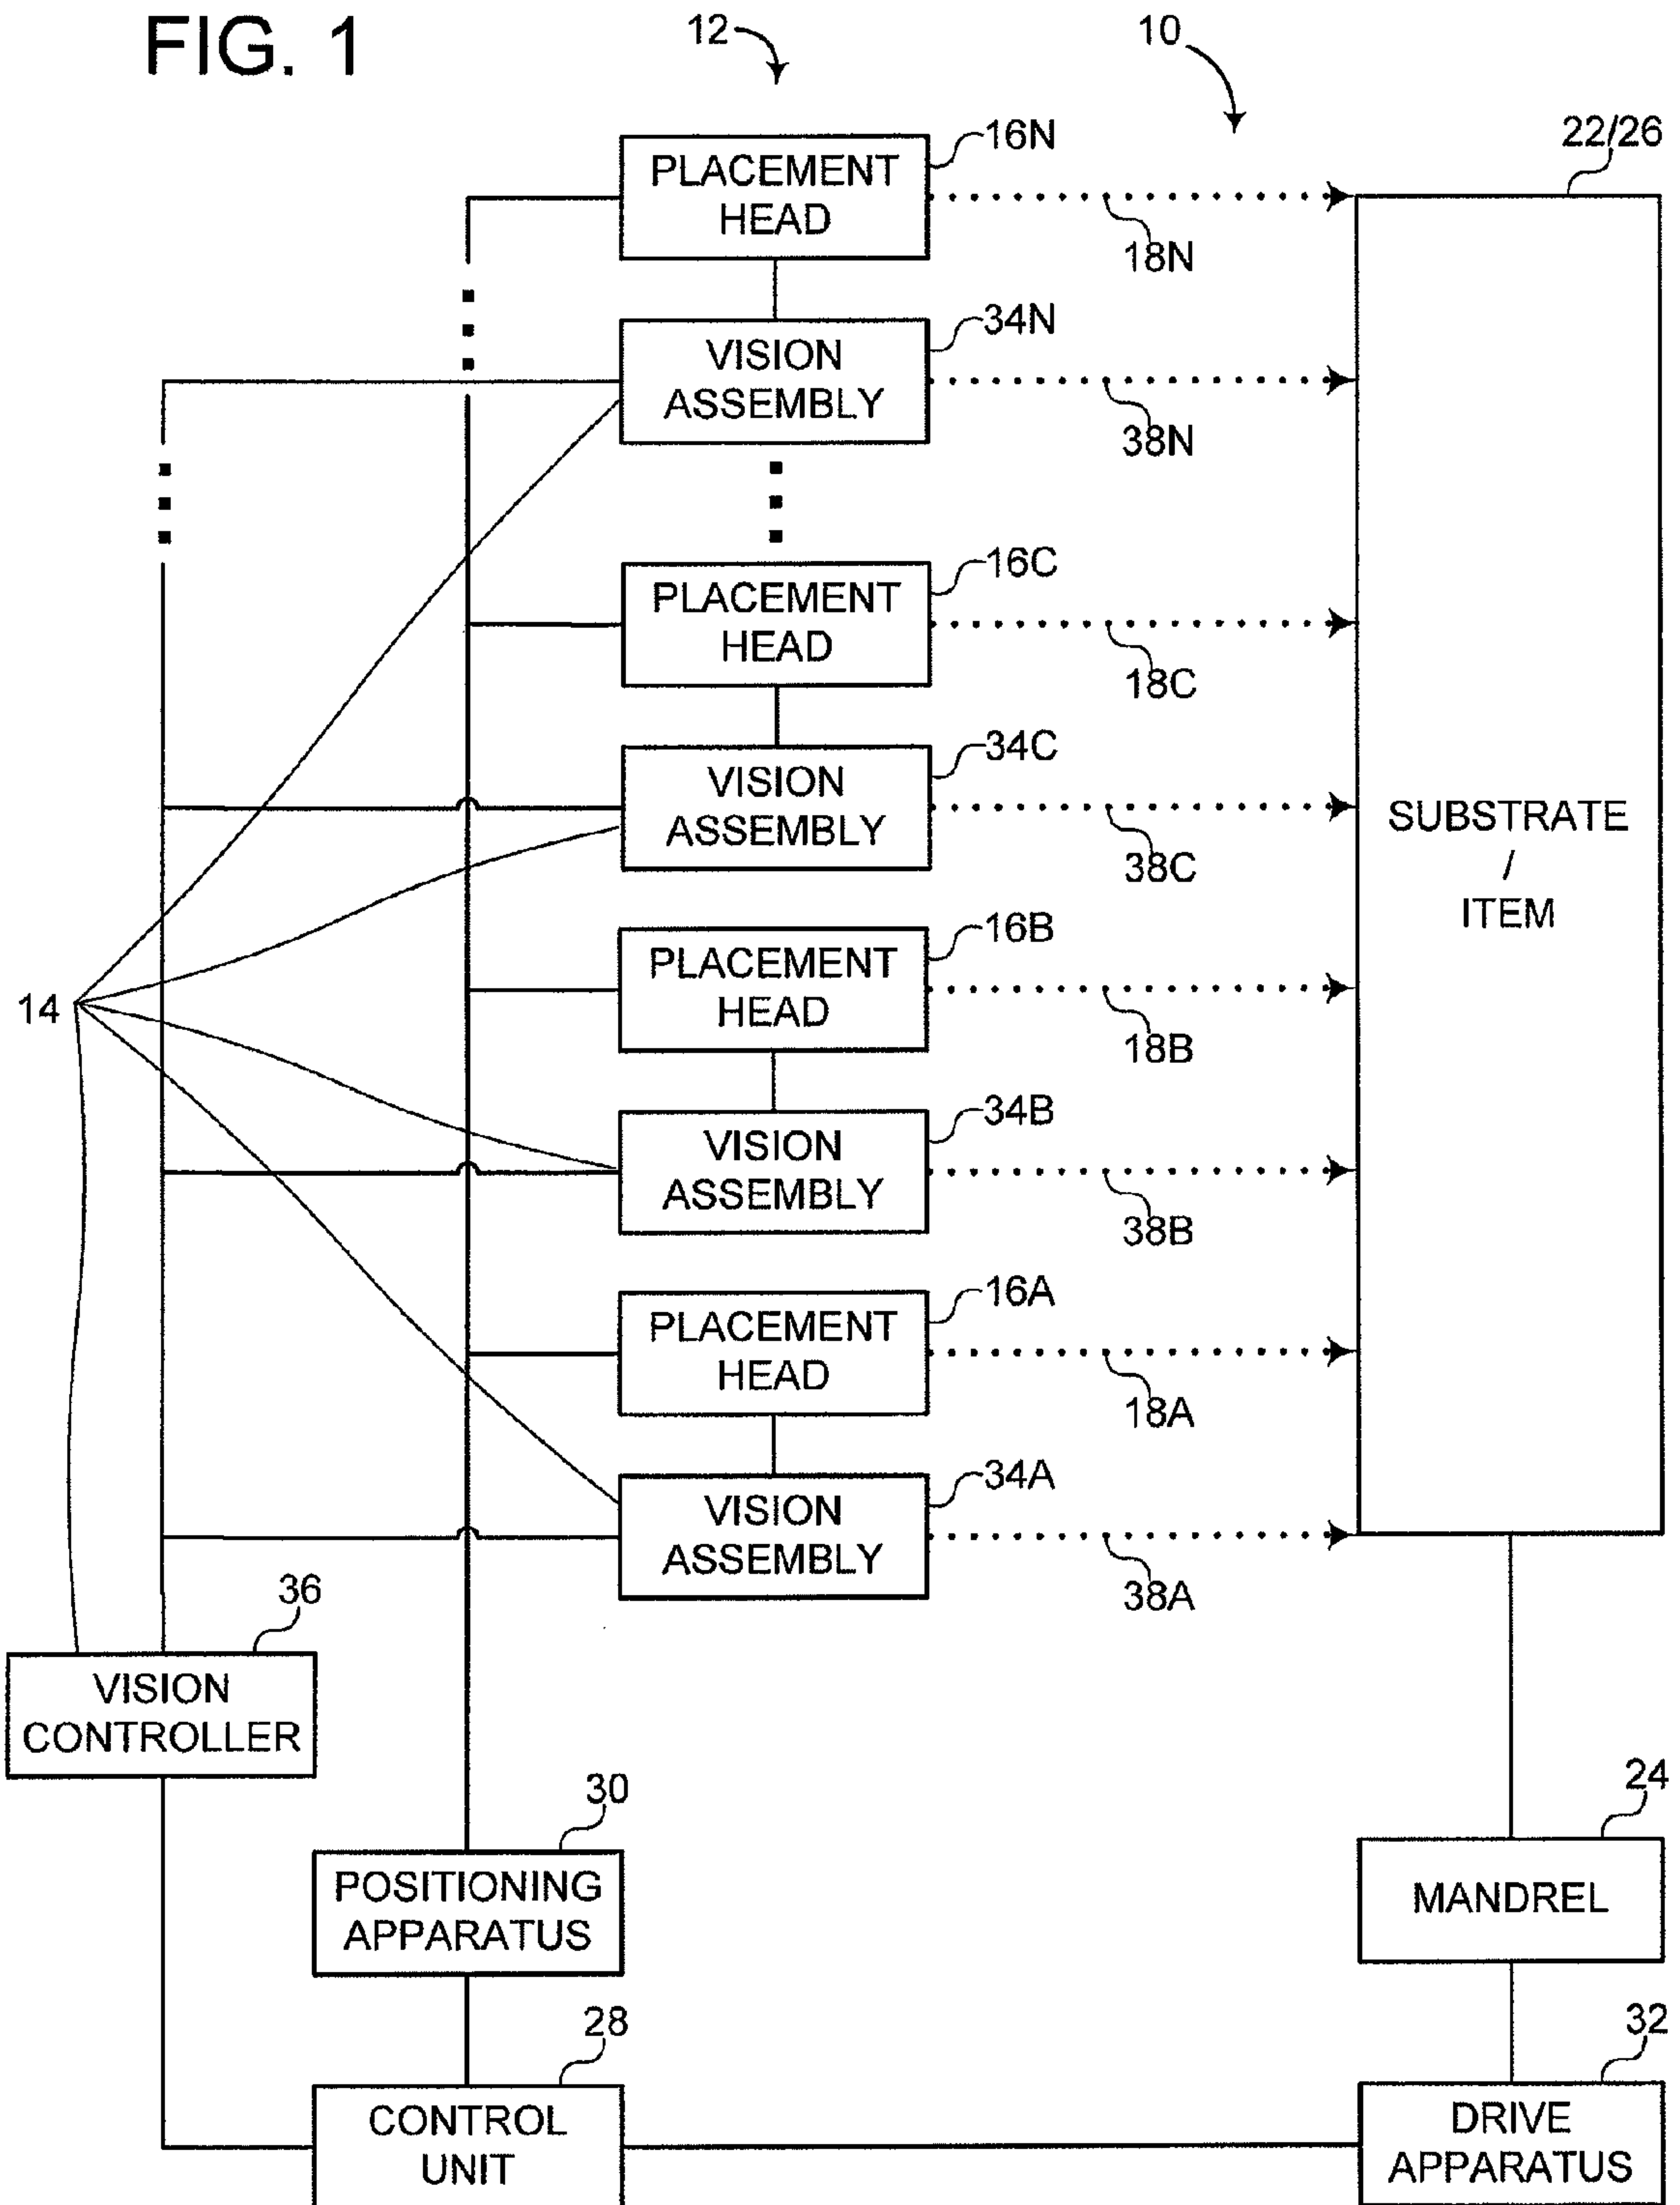 FIG. 1
12
10
16N
22/26
PLACEMENT
HEAD
18N
34N
VISION
ASSEMBLY
38N
16C
PLACEMENT
HEAD
18C
34C
VISION
ASSEMBLY
38C
SUBSTRATE
/
ITEM
16B
PLACEMENT
HEAD
14
18B
34B
VISION
ASSEMBLY
38B
16A
PLACEMENT
HEAD
18A
34A
VISION
ASSEMBLY
38A
36
VISION
CONTROLLER
30
POSITIONING
APPARATUS
24
MANDREL
28
CONTROL
UNIT
32
DRIVE
APPARATUS